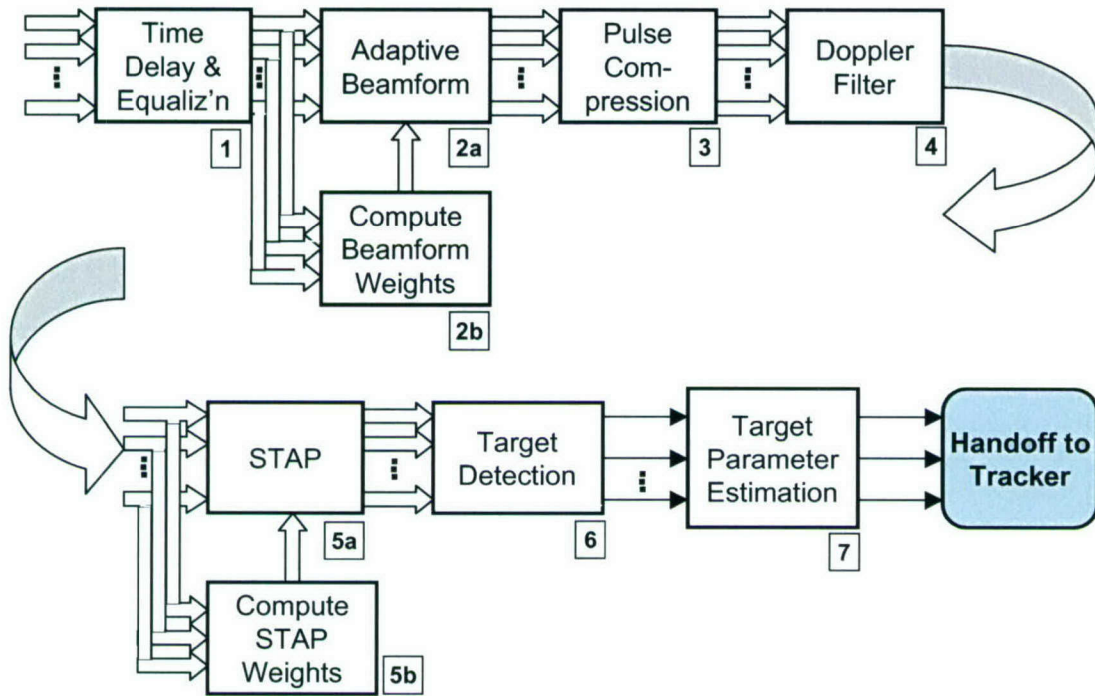 Time
Delay &
Equaliz'n
1
Adaptive
Beamform
2a
Pulse
Com-
pression
3
Doppler
Filter
4
Compute
Beamform
Weights
2b
STAP
5a
Target
Detection
6
Target
Parameter
Estimation
7
Handoff to
Tracker
Compute
STAP
Weights
5b